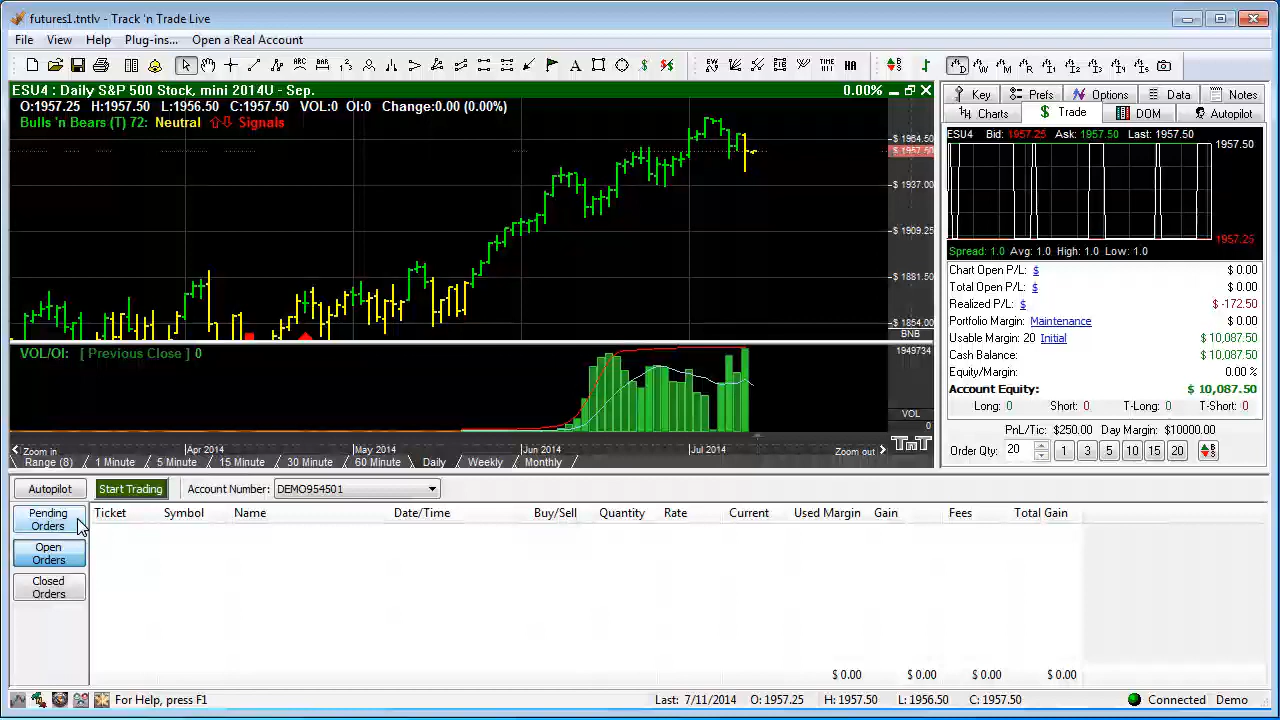 futures1.tntlv - Track 'n Trade Live
File View Help Plug-ins... Open a Real Account
ESU4 : Daily S&P 500 Stock, mini 2014U - Sep. 0.00%
O:1957.25 H:1957.50 L:1956.50 C:1957.50 VOL:0 OI:0 Change:0.00 (0.00%)
Bulls 'n Bears (T) 72: Neutral Signals
$ 1964.50
$ 1957.50
$ 1937.00
$ 1909.25
$ 1881.50
$ 1854.00
BNB
VOL/OI: [ Previous Close ] 0
1949734
VOL
0
Zoom in Apr 2014 May 2014 Jun 2014 Jul 2014 Zoom out TNT
Range (8) 1 Minute 5 Minute 15 Minute 30 Minute 60 Minute Daily Weekly Monthly
Key Prefs Options Data Notes
Charts $ Trade DOM Autopilot
ESU4 Bid: 1957.25 Ask: 1957.50 Last: 1957.50
1957.50
1957.25
Spread: 1.0 Avg: 1.0 High: 1.0 Low: 1.0
Chart Open P/L: $ $ 0.00
Total Open P/L: $ $ 0.00
Realized P/L: $ $ -172.50
Portfolio Margin: Maintenance $ 0.00
Usable Margin: 20 Initial $ 10,087.50
Cash Balance: $ 10,087.50
Equity/Margin: 0.00 %
Account Equity: $ 10,087.50
Long: 0 Short: 0 T-Long: 0 T-Short: 0
PnL/Tic: $250.00 Day Margin: $10000.00
Order Qty: 20 1 3 5 10 15 20
Autopilot Start Trading Account Number: DEMO954501
Pending Orders
Open Orders
Closed Orders
Ticket Symbol Name Date/Time Buy/Sell Quantity Rate Current Used Margin Gain Fees Total Gain
$ 0.00 $ 0.00 $ 0.00 $ 0.00
For Help, press F1 Last: 7/11/2014 O: 1957.25 H: 1957.50 L: 1956.50 C: 1957.50 Connected Demo